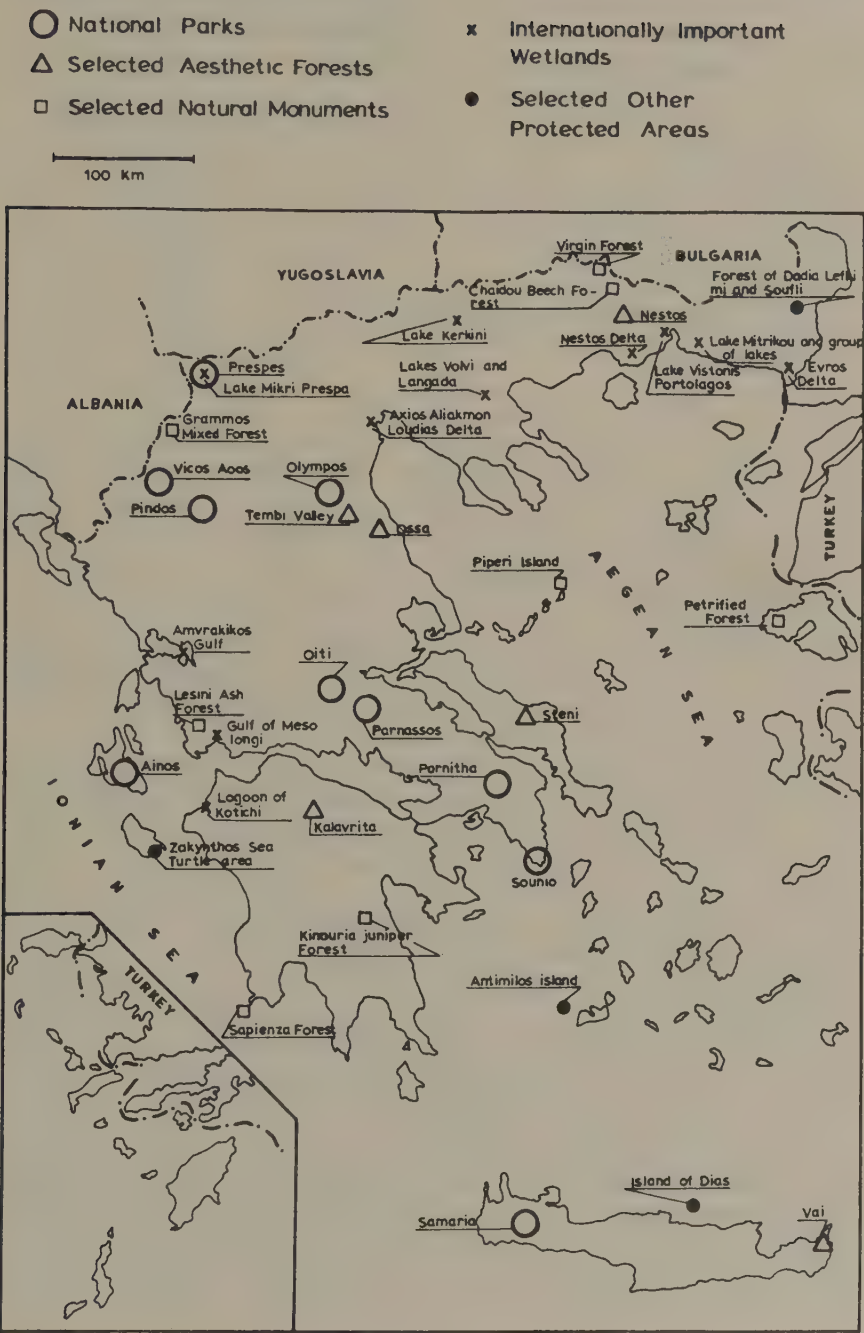 National Parks
Selected Aesthetic Forests
Selected Natural Monuments
x Internationally Important
Wetlands
Selected Other
Protected Areas
100 km
YUGOSLAVIA
BULGARIA
ALBANIA
Virgin Forest
Chaidou Beech Fo-
rest
Forest of Dadia Lefki
mi and Soufli
Nestos
Lake Kerkini
Nestos Delta
Lake Mitrikou and group
of lakes
Lake Vistonis
Portolagos
Evros
Delta
Prespes
Lake Mikri Prespa
Lakes Volvi and
Langada
Grammos
Mixed Forest
Axios Aliakmon
Loudias Delta
Vicos Aoos
Olympos
Pindos
Tembi Valley
Ossa
TURKEY
Piperi Island
AEGEAN SEA
Petrified
Forest
Amvrakikos
Gulf
Oiti
Lesini Ash
Forest
Gulf of Meso
longi
Parnassos
Steni
Ainos
Parnitha
Lagoon of
Kotichi
Kalavrita
Zakynthos Sea
Turtle area
Sounio
IONIAN SEA
Kinouria juniper
Forest
TURKEY
Antimilos island
Sapienza Forest
Island of Dias
Samaria
Vai